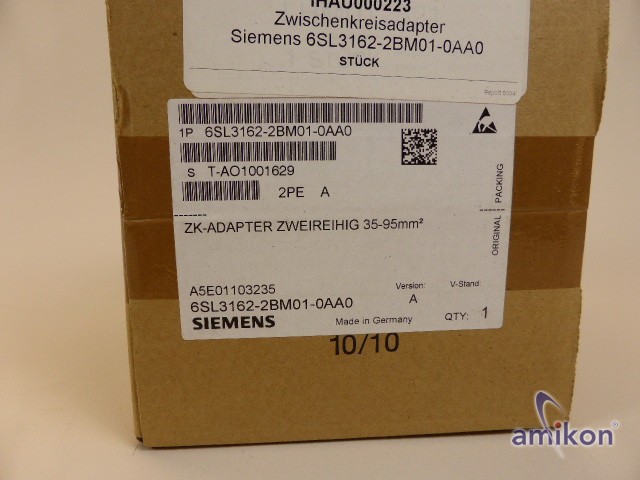 IHAU000223
Zwischenkreisadapter
Siemens 6SL3162-2BM01-0AA0
STÜCK
1P 6SL3162-2BM01-0AA0
S T-AO1001629
2PE A
ORIGINAL PACKING
ZK-ADAPTER ZWEIREIHIG 35-95mm²
A5E01103235
Version: V-Stand:
6SL3162-2BM01-0AA0 A
SIEMENS Made in Germany QTY: 1
10/10
amikon